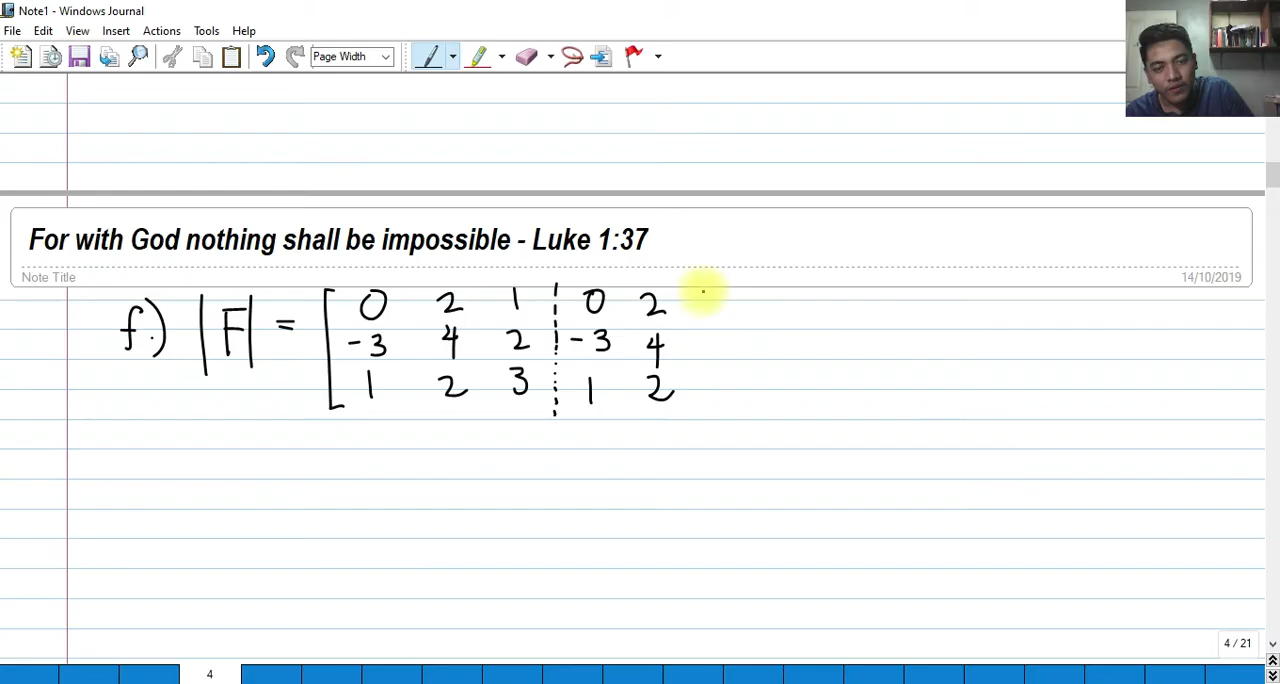 Note1 - Windows Journal
File Edit View Insert Actions Tools Help
Page Width
For with God nothing shall be impossible - Luke 1:37
Note Title 14/10/2019
f.) |F| = [ 0 2 1 ¦ 0 2
-3 4 2 ¦ -3 4
1 2 3 ¦ 1 2
4 / 21
4